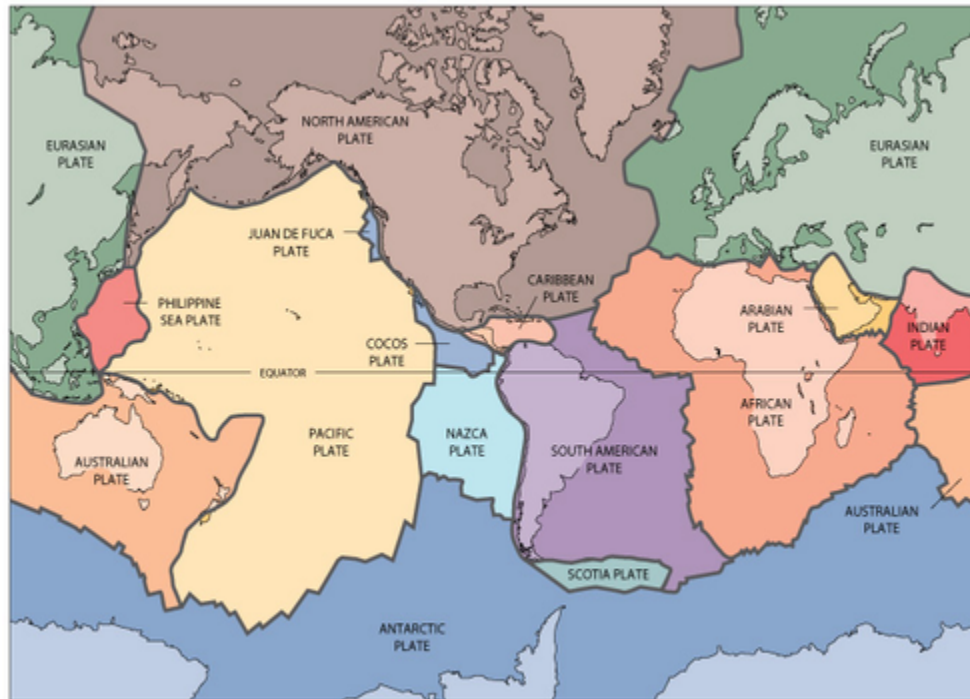 NORTH AMERICAN
PLATE
EURASIAN
PLATE
EURASIAN
PLATE
JUAN DE FUCA
PLATE
CARIBBEAN
PLATE
PHILIPPINE
SEA PLATE
ARABIAN
PLATE
INDIAN
PLATE
COCOS
PLATE
EQUATOR
AFRICAN
PLATE
PACIFIC
PLATE
NAZCA
PLATE
SOUTH AMERICAN
PLATE
AUSTRALIAN
PLATE
AUSTRALIAN
PLATE
SCOTIA PLATE
ANTARCTIC
PLATE